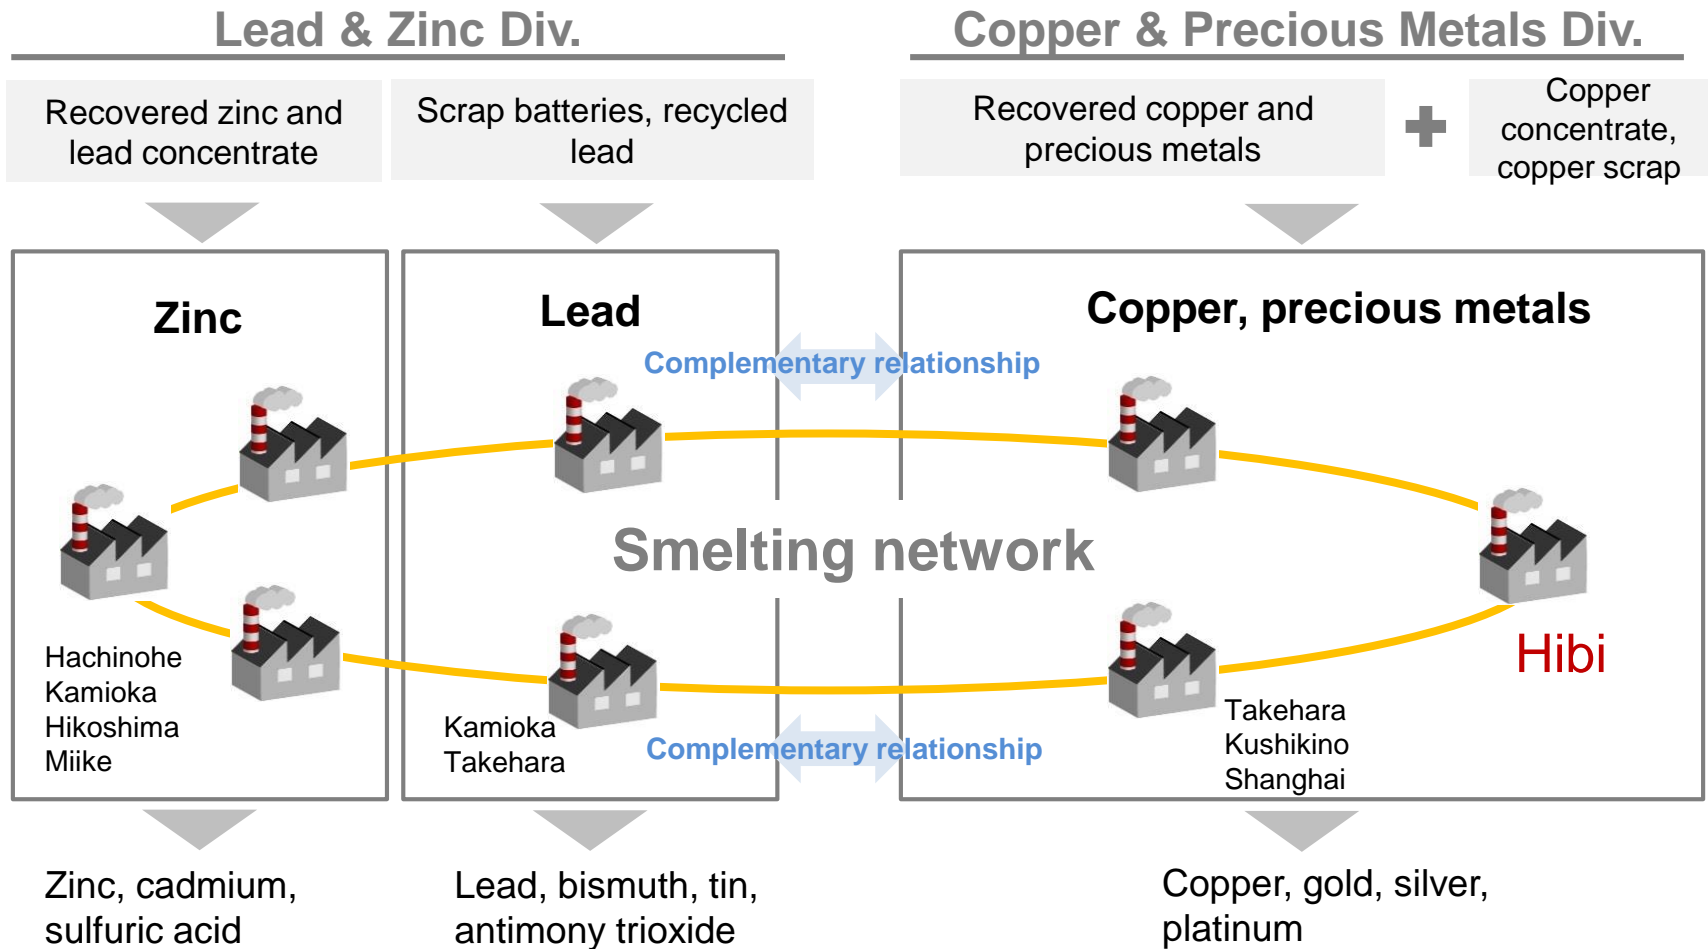 Lead & Zinc Div.
Copper & Precious Metals Div.
Recovered zinc and
lead concentrate
Scrap batteries, recycled
lead
Recovered copper and
precious metals
Copper
concentrate,
copper scrap
Zinc
Lead
Copper, precious metals
Complementary relationship
Smelting network
Hibi
Hachinohe
Kamioka
Hikoshima
Miike
Kamioka
Takehara
Complementary relationship
Takehara
Kushikino
Shanghai
Zinc, cadmium,
sulfuric acid
Lead, bismuth, tin,
antimony trioxide
Copper, gold, silver,
platinum